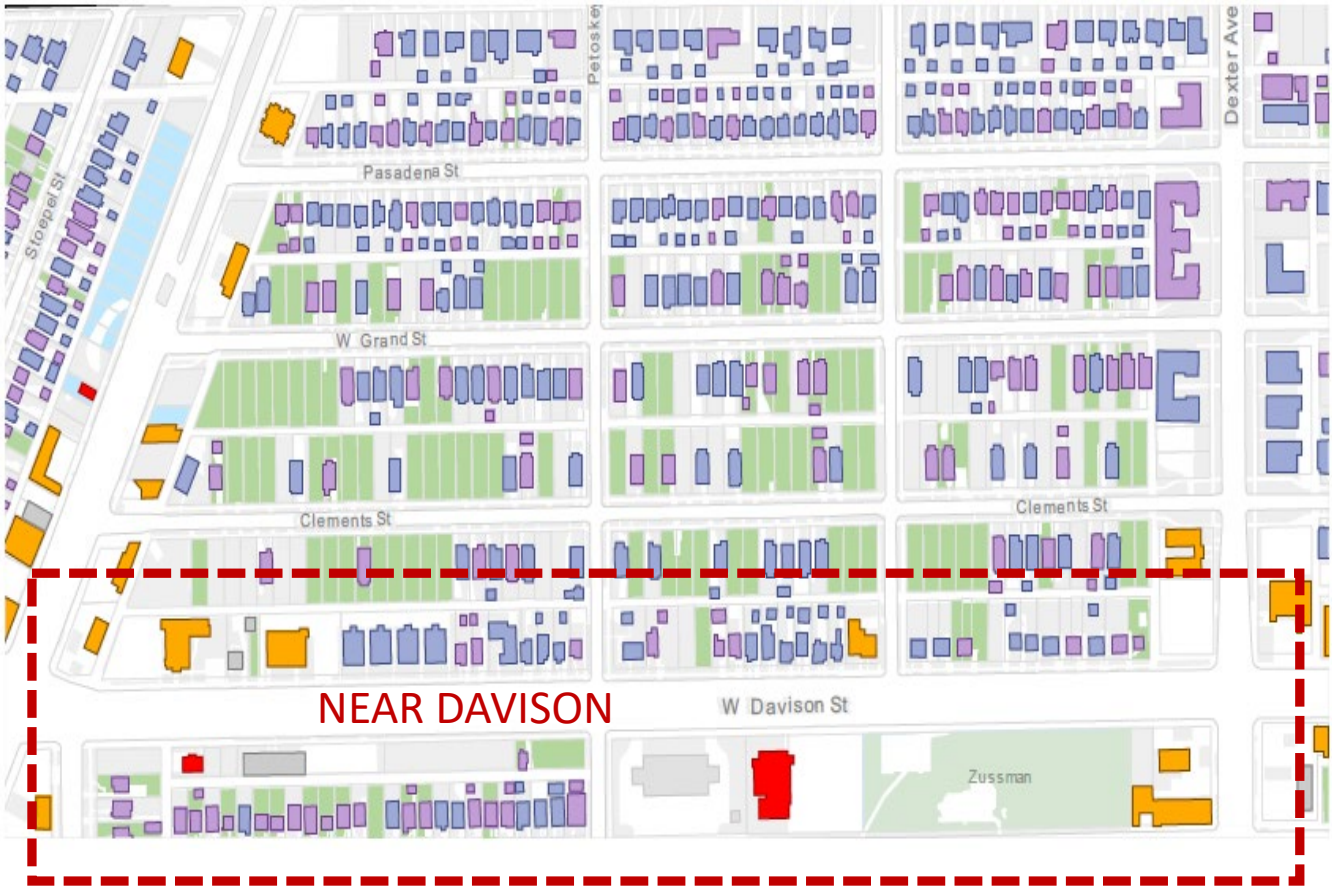 Petoskey
Dexter Ave
Stoepel St
Pasadena St
W Grand St
Clements St
Clements St
NEAR DAVISON
W Davison St
Zussman